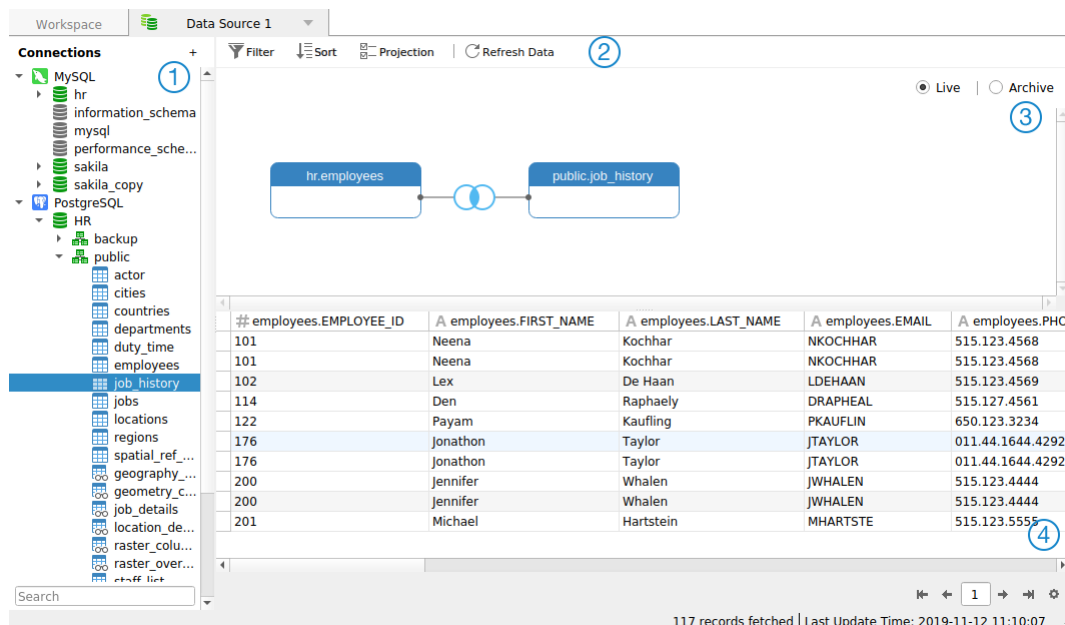 Workspace
Data Source 1
Connections +
Filter
Sort
Projection
Refresh Data
1
2
3
4
Live
Archive
MySQL
hr
information_schema
mysql
performance_sche...
sakila
sakila_copy
PostgreSQL
HR
backup
public
actor
cities
countries
departments
duty_time
employees
job_history
jobs
locations
regions
spatial_ref_...
geography_...
geometry_c...
job_details
location_de...
raster_colu...
raster_over...
staff_list
Search
hr.employees
public.job_history
# employees.EMPLOYEE_ID A employees.FIRST_NAME A employees.LAST_NAME A employees.EMAIL A employees.PHO
101 Neena Kochhar NKOCHHAR 515.123.4568
101 Neena Kochhar NKOCHHAR 515.123.4568
102 Lex De Haan LDEHAAN 515.123.4569
114 Den Raphaely DRAPHEAL 515.127.4561
122 Payam Kaufling PKAUFLIN 650.123.3234
176 Jonathon Taylor JTAYLOR 011.44.1644.4292
176 Jonathon Taylor JTAYLOR 011.44.1644.4292
200 Jennifer Whalen JWHALEN 515.123.4444
200 Jennifer Whalen JWHALEN 515.123.4444
201 Michael Hartstein MHARTSTE 515.123.5555
1
117 records fetched | Last Update Time: 2019-11-12 11:10:07